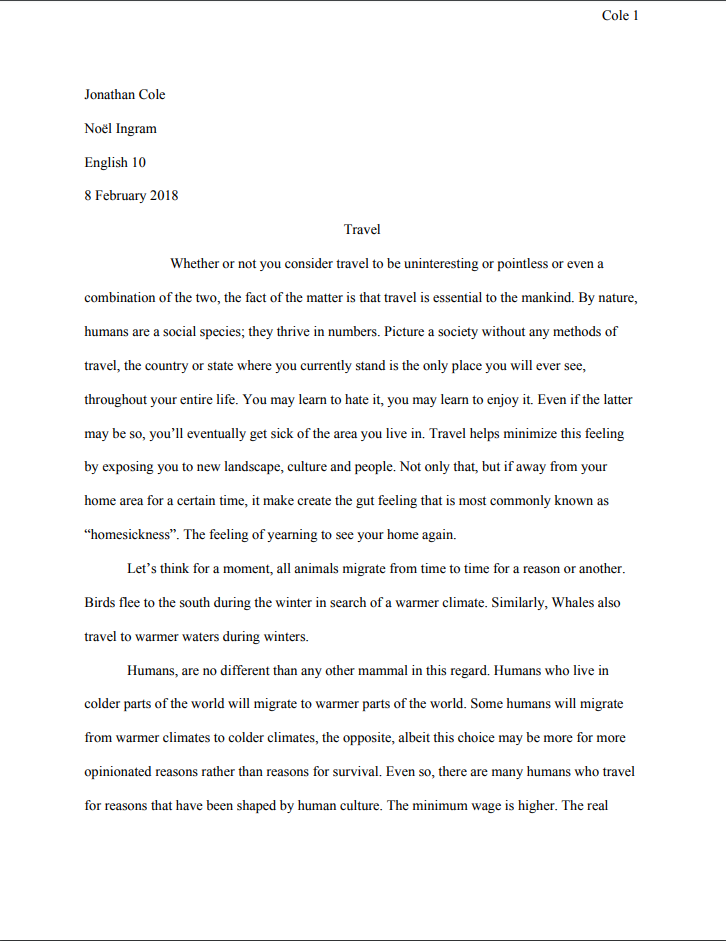 Cole 1
Jonathan Cole
Noël Ingram
English 10
8 February 2018
Travel
Whether or not you consider travel to be uninteresting or pointless or even a
combination of the two, the fact of the matter is that travel is essential to the mankind. By nature,
humans are a social species; they thrive in numbers. Picture a society without any methods of
travel, the country or state where you currently stand is the only place you will ever see,
throughout your entire life. You may learn to hate it, you may learn to enjoy it. Even if the latter
may be so, you’ll eventually get sick of the area you live in. Travel helps minimize this feeling
by exposing you to new landscape, culture and people. Not only that, but if away from your
home area for a certain time, it make create the gut feeling that is most commonly known as
“homesickness”. The feeling of yearning to see your home again.
Let’s think for a moment, all animals migrate from time to time for a reason or another.
Birds flee to the south during the winter in search of a warmer climate. Similarly, Whales also
travel to warmer waters during winters.
Humans, are no different than any other mammal in this regard. Humans who live in
colder parts of the world will migrate to warmer parts of the world. Some humans will migrate
from warmer climates to colder climates, the opposite, albeit this choice may be more for more
opinionated reasons rather than reasons for survival. Even so, there are many humans who travel
for reasons that have been shaped by human culture. The minimum wage is higher. The real